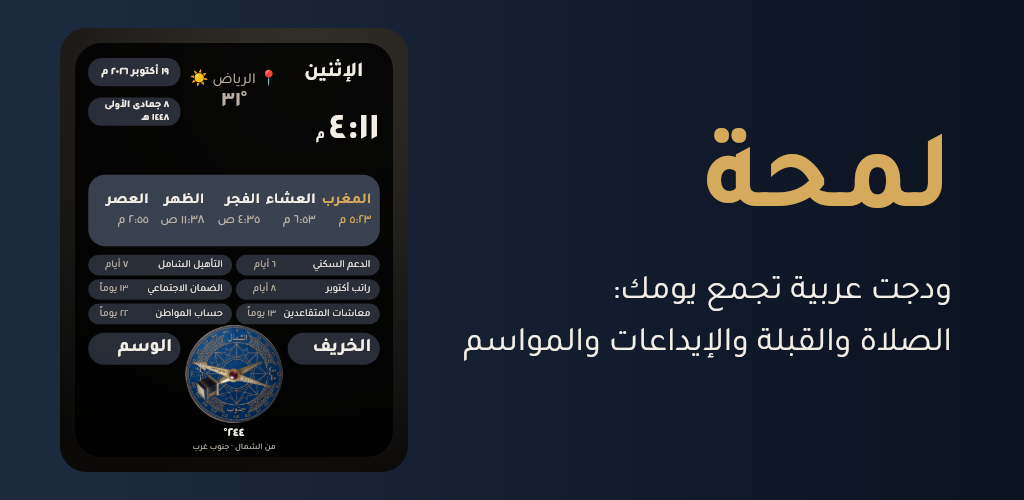 لمحة
ودجت عربية تجمع يومك:
الصلاة والقبلة والإيداعات والمواسم
الإثنين
📍 الرياض ☀️
٣١°
١٩ أكتوبر ٢٠٢٦ م
٨ جمادى الأولى
١٤٤٨ هـ
٤:١١ م
المغرب العشاء الفجر الظهر العصر
٥:٢٣ م ٦:٥٣ م ٤:٣٥ ص ١١:٣٨ ص ٢:٥٥ م
الدعم السكني ٦ أيام
التأهيل الشامل ٧ أيام
راتب أكتوبر ٨ أيام
الضمان الاجتماعي ١٣ يوماً
معاشات المتقاعدين ١٣ يوماً
حساب المواطن ٢٢ يوماً
الخريف
الوسم
الشمال
جنوب
٢٤٤°
من الشمال · جنوب غرب